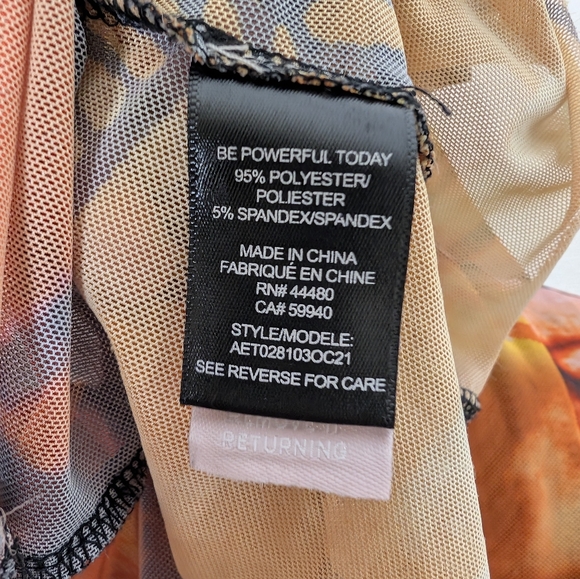 BE POWERFUL TODAY
95% POLYESTER/
POLIESTER
5% SPANDEX/SPANDEX
MADE IN CHINA
FABRIQUÉ EN CHINE
RN# 44480
CA# 59940
STYLE/MODELE:
AET028103OC21
SEE REVERSE FOR CARE
RETURNING